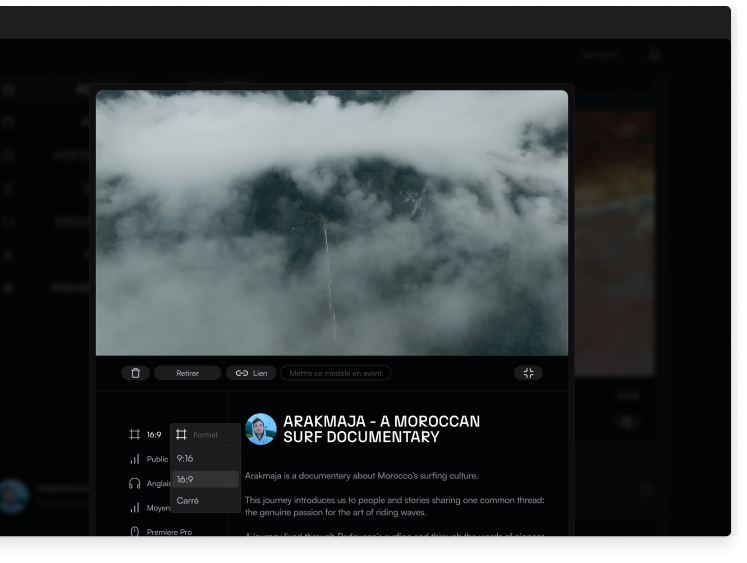 Retirer
Lien
Mettre ce modèle en avant
ARAKMAJA - A MOROCCAN
SURF DOCUMENTARY
16:9
Format
Public
9:16
Anglais
16:9
Moyen
Carré
Premiere Pro
Arakmaja is a documentary about Morocco's surfing culture.
This journey introduces us to people and stories sharing one common thread:
the genuine passion for the art of riding waves.